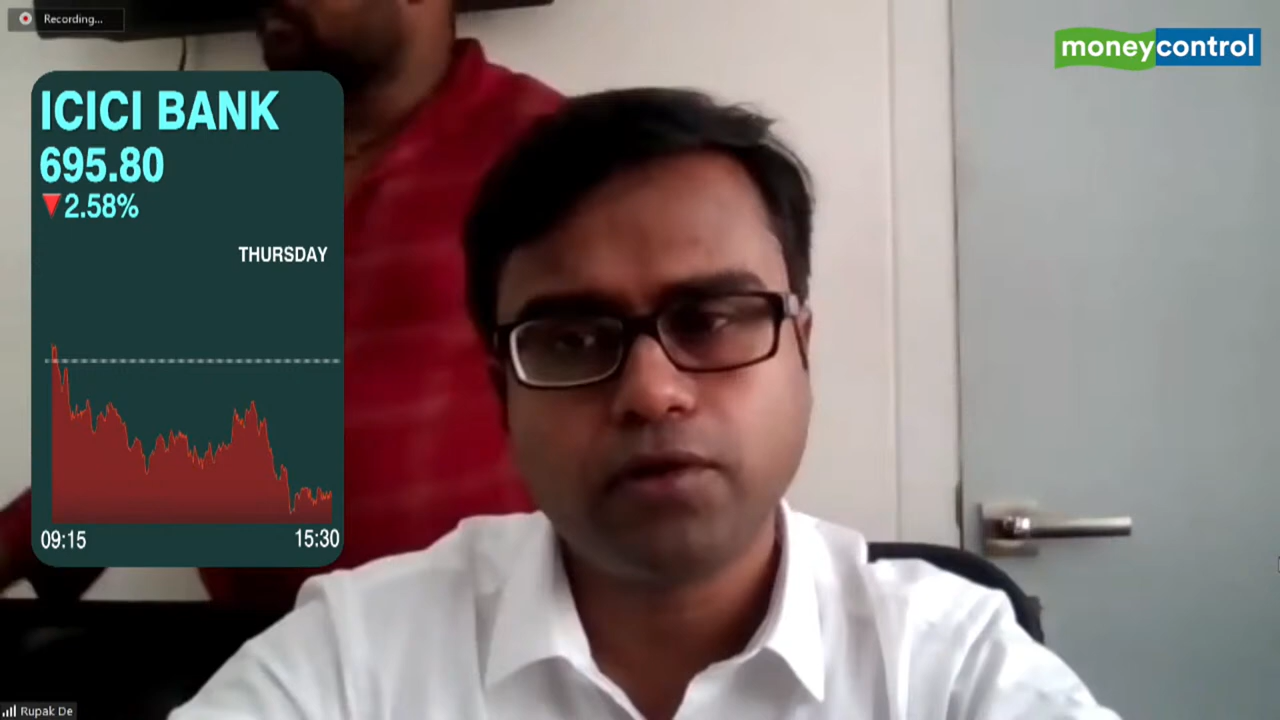 Recording...
moneycontrol
ICICI BANK
695.80
2.58%
THURSDAY
09:15
15:30
Rupak De